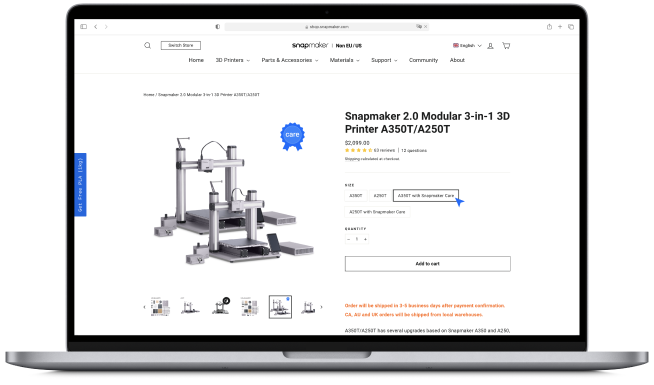 shop.snapmaker.com
Switch Store
snapmaker | Non EU / US
English
Home
3D Printers
Parts & Accessories
Materials
Support
Community
About
Home / Snapmaker 2.0 Modular 3-in-1 3D Printer A350T/A250T
care
Get Free PLA (1kg)
Snapmaker 2.0 Modular 3-in-1 3D
Printer A350T/A250T
$2,099.00
63 reviews | 12 questions
Shipping calculated at checkout.
SIZE
A350T
A250T
A350T with Snapmaker Care
A250T with Snapmaker Care
QUANTITY
− 1 +
Add to cart
Order will be shipped in 3-5 business days after payment confirmation.
CA, AU and UK orders will be shipped from local warehouses.
A350T/A250T has several upgrades based on Snapmaker A350 and A250,